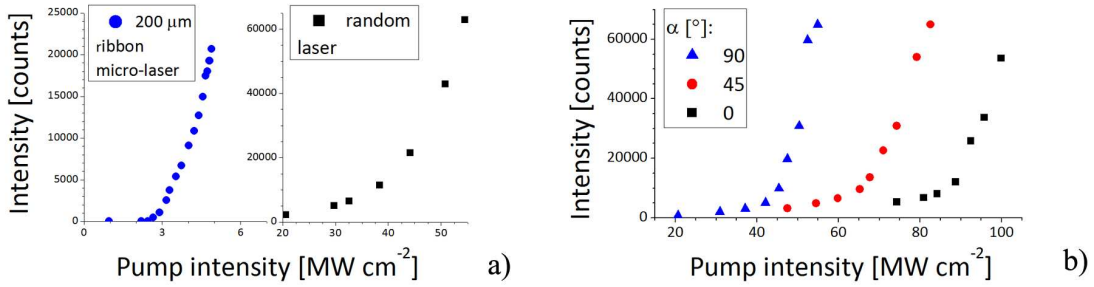 200 μm
ribbon
micro-laser
random
laser
Intensity [counts]
25000
20000
15000
10000
5000
0
0
3
6
60000
40000
20000
0
20
30
40
50
Pump intensity [MW cm⁻²]
a)
α [°]:
90
45
0
Intensity [counts]
60000
40000
20000
0
20
40
60
80
100
Pump intensity [MW cm⁻²]
b)